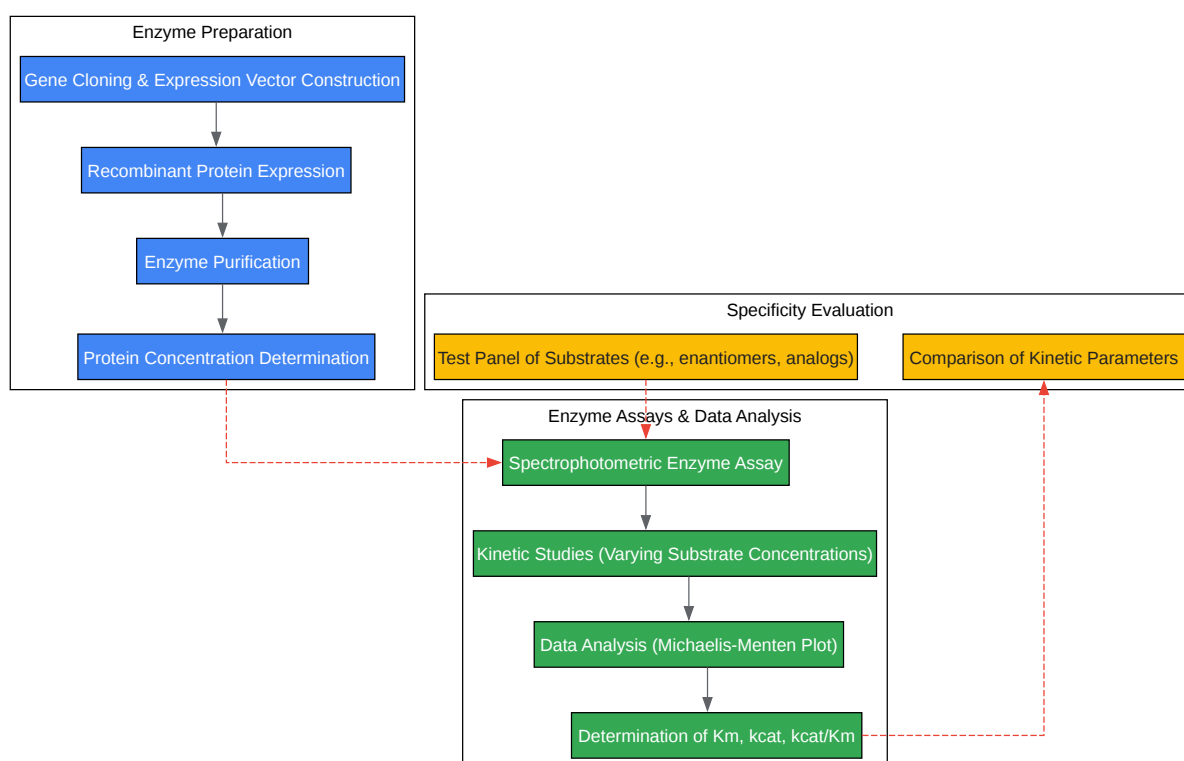 Enzyme Preparation
Gene Cloning & Expression Vector Construction
Recombinant Protein Expression
Enzyme Purification
Protein Concentration Determination
Specificity Evaluation
Test Panel of Substrates (e.g., enantiomers, analogs)
Comparison of Kinetic Parameters
Enzyme Assays & Data Analysis
Spectrophotometric Enzyme Assay
Kinetic Studies (Varying Substrate Concentrations)
Data Analysis (Michaelis-Menten Plot)
Determination of Km, kcat, kcat/Km